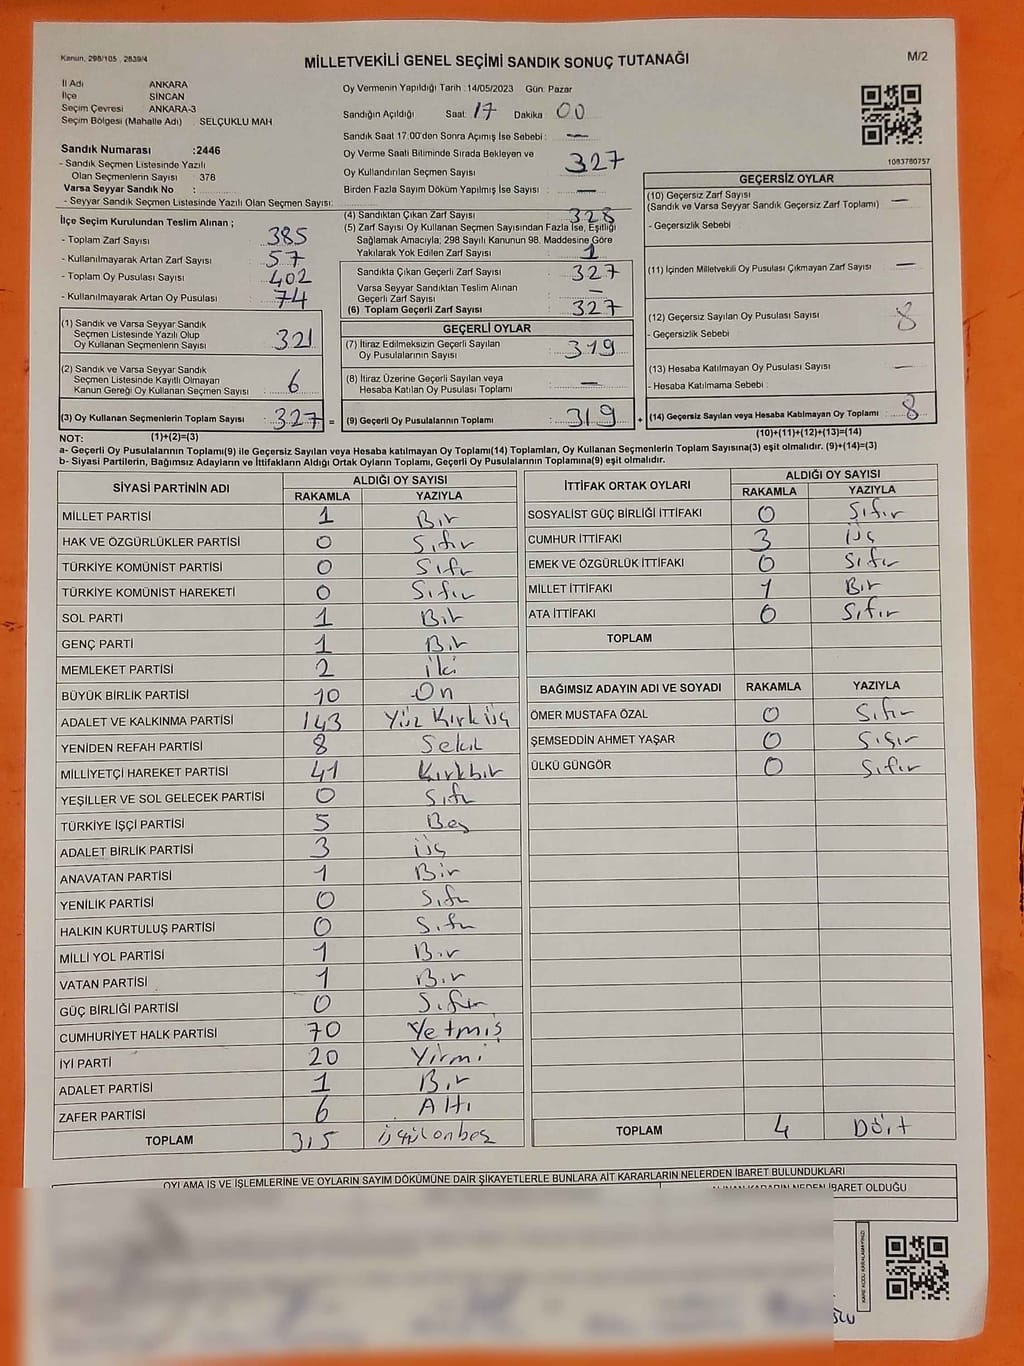 Kanun, 298/105 , 2839/4
MİLLETVEKİLİ GENEL SEÇİMİ SANDIK SONUÇ TUTANAĞI
M/2
İl Adı ANKARA
İlçe SİNCAN
Seçim Çevresi ANKARA-3
Seçim Bölgesi (Mahalle Adı) SELÇUKLU MAH
Oy Vermenin Yapıldığı Tarih : 14/05/2023 Gün: Pazar
Sandığın Açıldığı Saat: 17 Dakika: 00
Sandık Saat 17:00'den Sonra Açımış İse Sebebi : —
Oy Verme Saati Bitiminde Sırada Bekleyen ve
Oy Kullandırılan Seçmen Sayısı : 327
Birden Fazla Sayım Döküm Yapılmış İse Sayısı : —
1083780757
Sandık Numarası :2446
- Sandık Seçmen Listesinde Yazılı
Olan Seçmenlerin Sayısı 378
Varsa Seyyar Sandık No :
- Seyyar Sandık Seçmen Listesinde Yazılı Olan Seçmen Sayısı:
İlçe Seçim Kurulundan Teslim Alınan ;
- Toplam Zarf Sayısı : 385
- Kullanılmayarak Artan Zarf Sayısı : 57
- Toplam Oy Pusulası Sayısı : 402
- Kullanılmayarak Artan Oy Pusulası : 74
(1) Sandık ve Varsa Seyyar Sandık
Seçmen Listesinde Yazılı Olup
Oy Kullanan Seçmenlerin Sayısı : 321
(2) Sandık ve Varsa Seyyar Sandık
Seçmen Listesinde Kayıtlı Olmayan
Kanun Gereği Oy Kullanan Seçmen Sayısı : 6
(3) Oy Kullanan Seçmenlerin Toplam Sayısı : 327 =
(4) Sandıktan Çıkan Zarf Sayısı : 328
(5) Zarf Sayısı Oy Kullanan Seçmen Sayısından Fazla İse, Eşitliği
Sağlamak Amacıyla; 298 Sayılı Kanunun 98. Maddesine Göre
Yakılarak Yok Edilen Zarf Sayısı : 1
Sandıkta Çıkan Geçerli Zarf Sayısı : 327
Varsa Seyyar Sandıktan Teslim Alınan
Geçerli Zarf Sayısı : —
(6) Toplam Geçerli Zarf Sayısı : 327
GEÇERLİ OYLAR
(7) İtiraz Edilmeksizin Geçerli Sayılan
Oy Pusulalarının Sayısı : 319
(8) İtiraz Üzerine Geçerli Sayılan veya
Hesaba Katılan Oy Pusulası Toplamı : —
(9) Geçerli Oy Pusulalarının Toplamı : 319 +
GEÇERSİZ OYLAR
(10) Geçersiz Zarf Sayısı
(Sandık ve Varsa Seyyar Sandık Geçersiz Zarf Toplamı) : —
- Geçersizlik Sebebi
(11) İçinden Milletvekili Oy Pusulası Çıkmayan Zarf Sayısı : —
(12) Geçersiz Sayılan Oy Pusulası Sayısı : 8
- Geçersizlik Sebebi :
(13) Hesaba Katılmayan Oy Pusulası Sayısı : —
- Hesaba Katılmama Sebebi :
(14) Geçersiz Sayılan veya Hesaba Katılmayan Oy Toplamı : 8
NOT: (1)+(2)=(3)
(10)+(11)+(12)+(13)=(14)
a- Geçerli Oy Pusulalarının Toplamı(9) ile Geçersiz Sayılan veya Hesaba katılmayan Oy Toplamı(14) Toplamları, Oy Kullanan Seçmenlerin Toplam Sayısına(3) eşit olmalıdır. (9)+(14)=(3)
b- Siyasi Partilerin, Bağımsız Adayların ve İttifakların Aldığı Ortak Oyların Toplamı, Geçerli Oy Pusulalarının Toplamına(9) eşit olmalıdır.
SİYASİ PARTİNİN ADI ALDIĞI OY SAYISI
RAKAMLA YAZIYLA
MİLLET PARTİSİ 1 Bir
HAK VE ÖZGÜRLÜKLER PARTİSİ 0 Sıfır
TÜRKİYE KOMÜNİST PARTİSİ 0 Sıfır
TÜRKİYE KOMÜNİST HAREKETİ 0 Sıfır
SOL PARTİ 1 Bir
GENÇ PARTİ 1 Bir
MEMLEKET PARTİSİ 2 iki
BÜYÜK BİRLİK PARTİSİ 10 On
ADALET VE KALKINMA PARTİSİ 143 Yüz Kırk üç
YENİDEN REFAH PARTİSİ 8 Sekiz
MİLLİYETÇİ HAREKET PARTİSİ 41 Kırkbir
YEŞİLLER VE SOL GELECEK PARTİSİ 0 Sıfır
TÜRKİYE İŞÇİ PARTİSİ 5 Beş
ADALET BİRLİK PARTİSİ 3 üç
ANAVATAN PARTİSİ 1 Bir
YENİLİK PARTİSİ 0 Sıfır
HALKIN KURTULUŞ PARTİSİ 0 Sıfır
MİLLİ YOL PARTİSİ 1 Bir
VATAN PARTİSİ 1 Bir
GÜÇ BİRLİĞİ PARTİSİ 0 Sıfır
CUMHURİYET HALK PARTİSİ 70 Yetmiş
İYİ PARTİ 20 Yirmi
ADALET PARTİSİ 1 Bir
ZAFER PARTİSİ 6 Altı
TOPLAM 315 üçyüzonbeş
İTTİFAK ORTAK OYLARI ALDIĞI OY SAYISI
RAKAMLA YAZIYLA
SOSYALİST GÜÇ BİRLİĞİ İTTİFAKI 0 Sıfır
CUMHUR İTTİFAKI 3 üç
EMEK VE ÖZGÜRLÜK İTTİFAKI 0 Sıfır
MİLLET İTTİFAKI 1 Bir
ATA İTTİFAKI 0 Sıfır
TOPLAM
BAĞIMSIZ ADAYIN ADI VE SOYADI RAKAMLA YAZIYLA
ÖMER MUSTAFA ÖZAL 0 Sıfır
ŞEMSEDDİN AHMET YAŞAR 0 Sıfır
ÜLKÜ GÜNGÖR 0 Sıfır
TOPLAM 4 Dört
OYLAMA İŞ VE İŞLEMLERİNE VE OYLARIN SAYIM DÖKÜMÜNE DAİR ŞİKAYETLERLE BUNLARA AİT KARARLARIN NELERDEN İBARET BULUNDUKLARI
ALINAN KARARIN NEDEN İBARET OLDUĞU